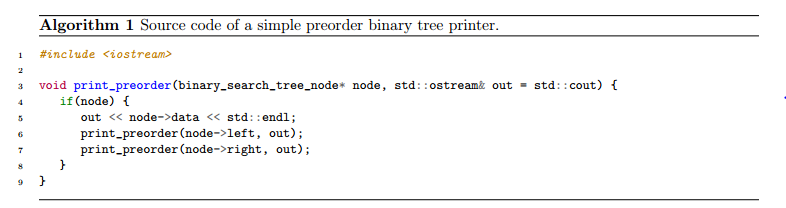 Algorithm 1 Source code of a simple preorder binary tree printer.
1 #include <iostream>
2
3 void print_preorder(binary_search_tree_node* node, std::ostream& out = std::cout) {
4 if(node) {
5 out << node->data << std::endl;
6 print_preorder(node->left, out);
7 print_preorder(node->right, out);
8 }
9 }